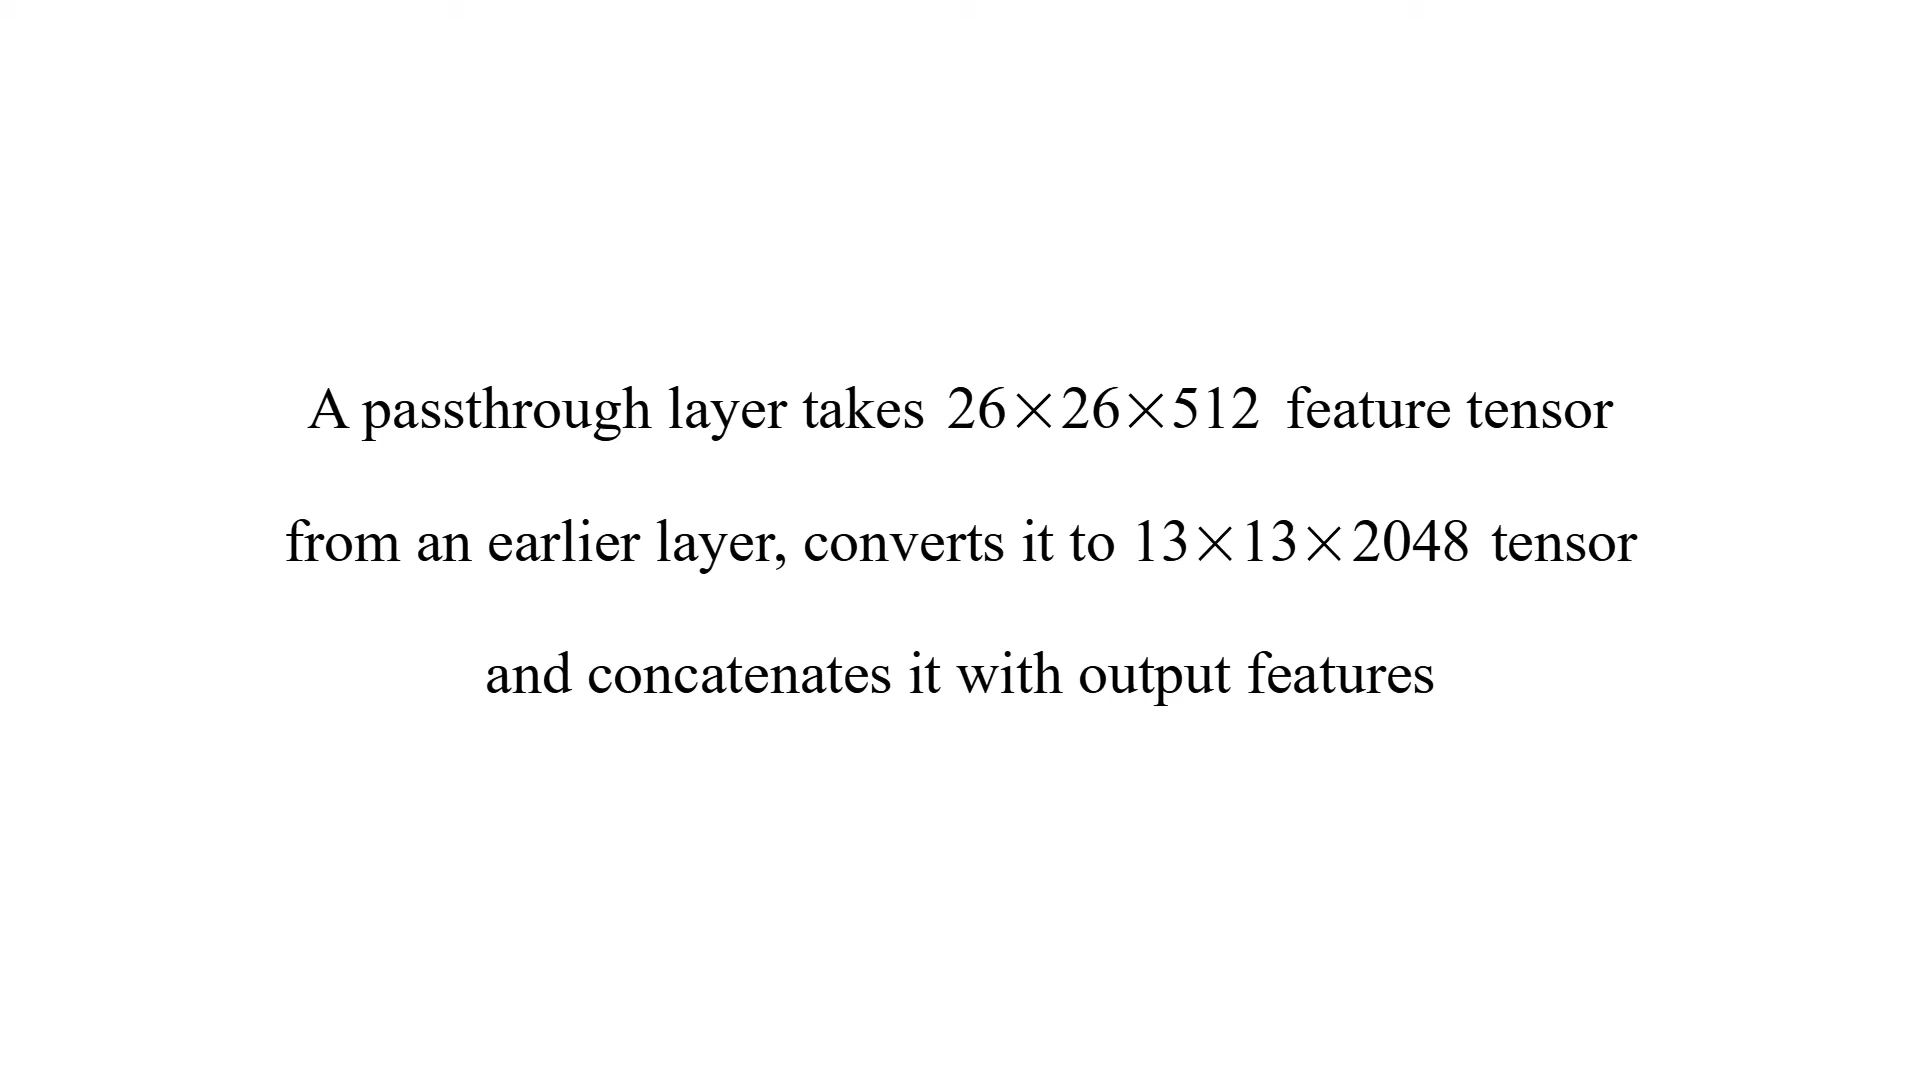 A passthrough layer takes 26×26×512 feature tensor
from an earlier layer, converts it to 13×13×2048 tensor
and concatenates it with output features